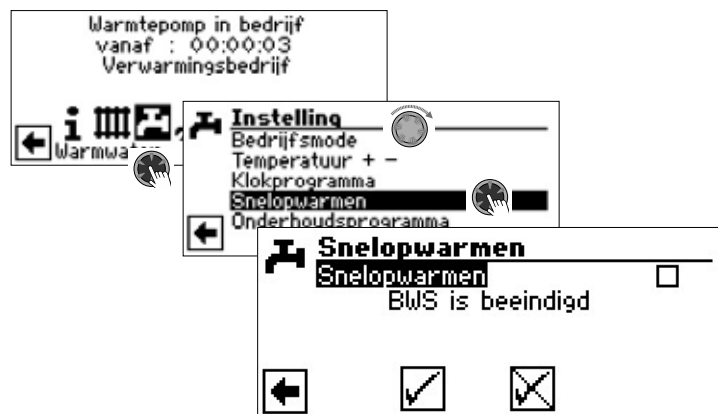 Warmtepomp in bedrijf
vanaf : 00:00:03
Verwarmingsbedrijf
Instelling
Bedrijfsmode
Temperatuur + -
Klokprogramma
Snelopwarmen
Onderhoudsprogramma
Snelopwarmen
Snelopwarmen
BWS is beeindigd